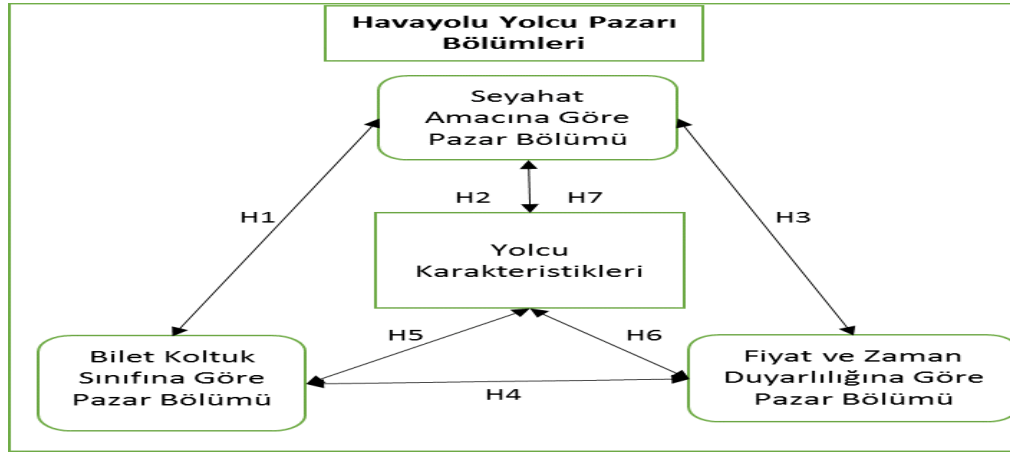 Havayolu Yolcu Pazarı
Bölümleri
Seyahat
Amacına Göre
Pazar Bölümü
H2
H7
H1
H3
Yolcu
Karakteristikleri
H5
H6
Bilet Koltuk
Sınıfına Göre
Pazar Bölümü
H4
Fiyat ve Zaman
Duyarlılığına Göre
Pazar Bölümü